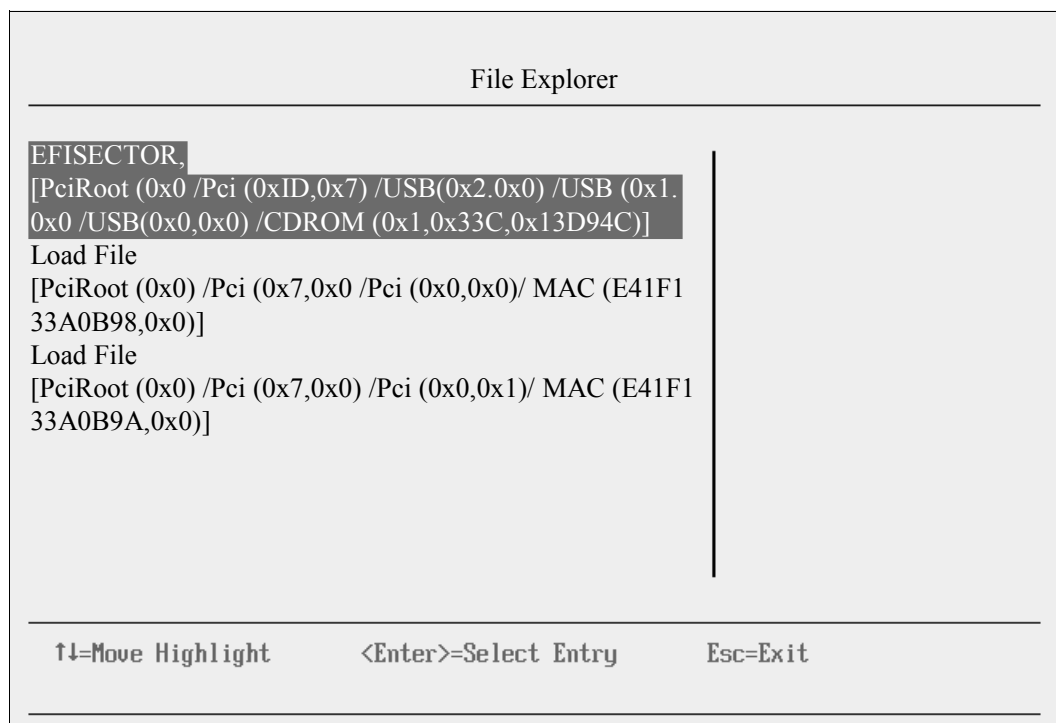 File Explorer
EFISECTOR,
[PciRoot (0x0 /Pci (0xID,0x7) /USB(0x2.0x0) /USB (0x1.
0x0 /USB(0x0,0x0) /CDROM (0x1,0x33C,0x13D94C)]
Load File
[PciRoot (0x0) /Pci (0x7,0x0 /Pci (0x0,0x0)/ MAC (E41F1
33A0B98,0x0)]
Load File
[PciRoot (0x0) /Pci (0x7,0x0) /Pci (0x0,0x1)/ MAC (E41F1
33A0B9A,0x0)]
↑↓=Move Highlight <Enter>=Select Entry Esc=Exit